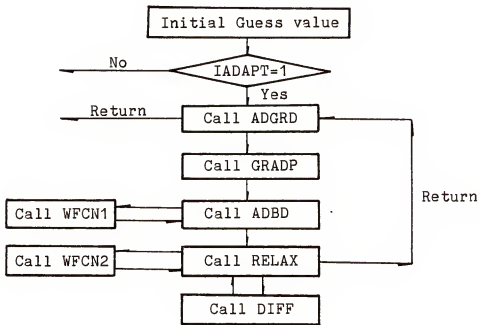 Initial Guess value
No
IADAPT=1
Yes
Return
Call ADGRD
Call GRADP
Return
Call WFCN1
Call ADBD
Call WFCN2
Call RELAX
Call DIFF